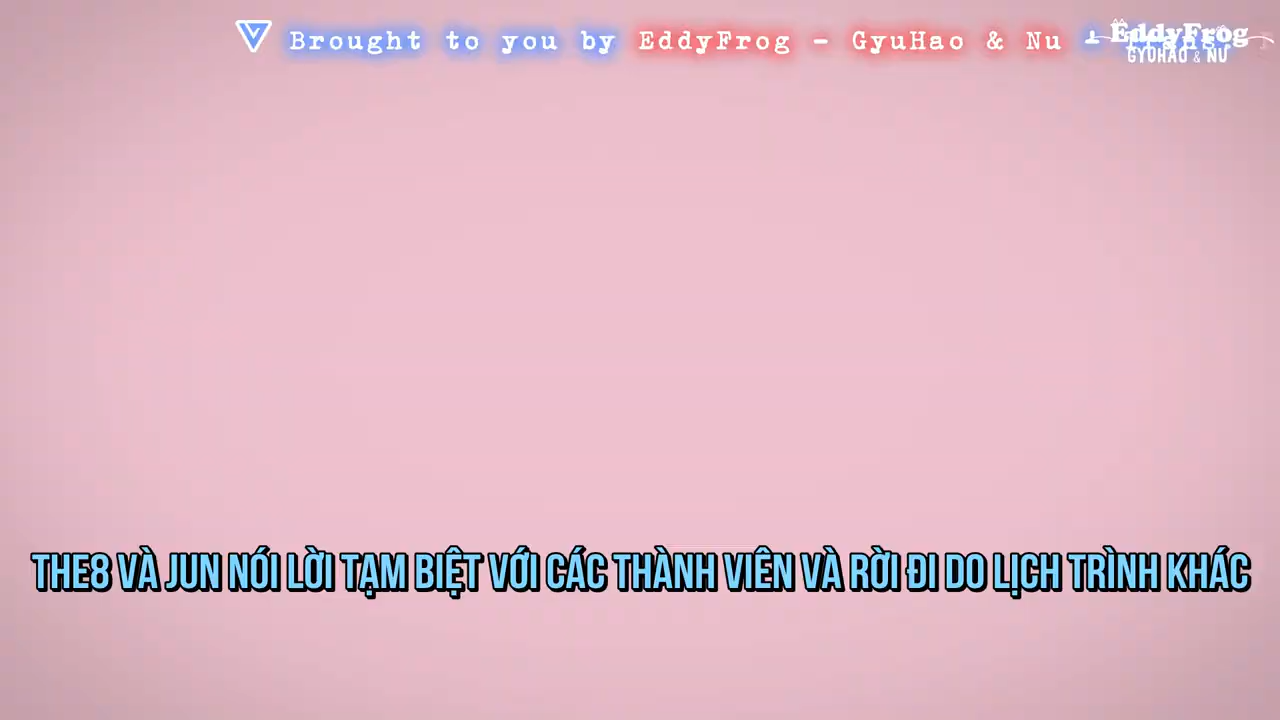 Brought to you by EddyFrog - GyuHao & Nu
EddyFrog
GYUHAO & NU
THE8 VÀ JUN NÓI LỜI TẠM BIỆT VỚI CÁC THÀNH VIÊN VÀ RỜI ĐI DO LỊCH TRÌNH KHÁC